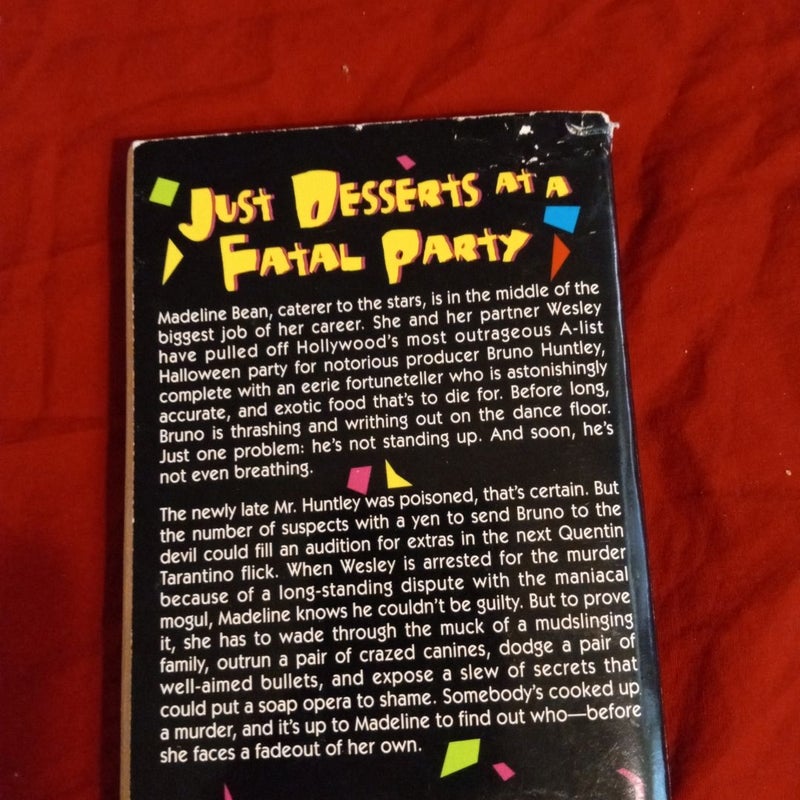 Just Desserts at a
Fatal Party
Madeline Bean, caterer to the stars, is in the middle of the
biggest job of her career. She and her partner Wesley
have pulled off Hollywood's most outrageous A-list
Halloween party for notorious producer Bruno Huntley,
complete with an eerie fortuneteller who is astonishingly
accurate, and exotic food that's to die for. Before long,
Bruno is thrashing and writhing out on the dance floor.
Just one problem: he's not standing up. And soon, he's
not even breathing.
The newly late Mr. Huntley was poisoned, that's certain. But
the number of suspects with a yen to send Bruno to the
devil could fill an audition for extras in the next Quentin
Tarantino flick. When Wesley is arrested for the murder
because of a long-standing dispute with the maniacal
mogul, Madeline knows he couldn't be guilty. But to prove
it, she has to wade through the muck of a mudslinging
family, outrun a pair of crazed canines, dodge a pair of
well-aimed bullets, and expose a slew of secrets that
could put a soap opera to shame. Somebody's cooked up
a murder, and it's up to Madeline to find out who—before
she faces a fadeout of her own.